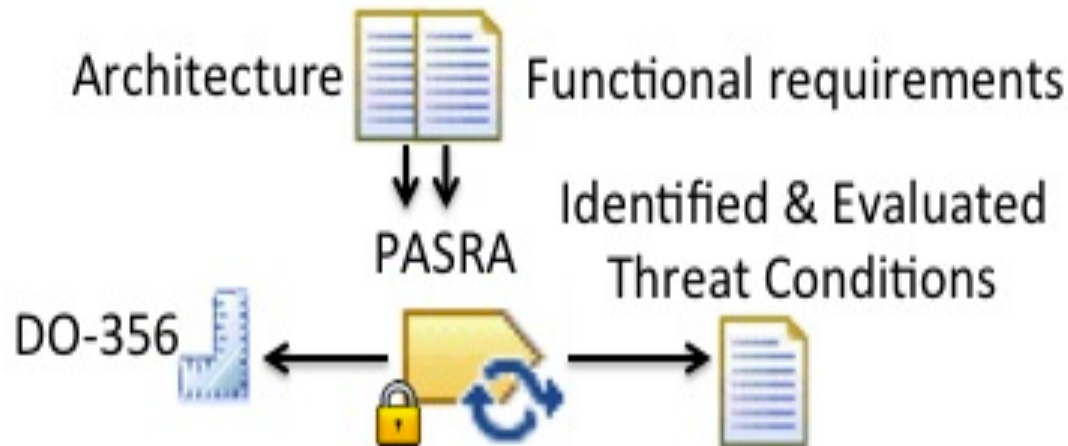 Architecture
Functional requirements
PASRA
Identified & Evaluated
Threat Conditions
DO-356